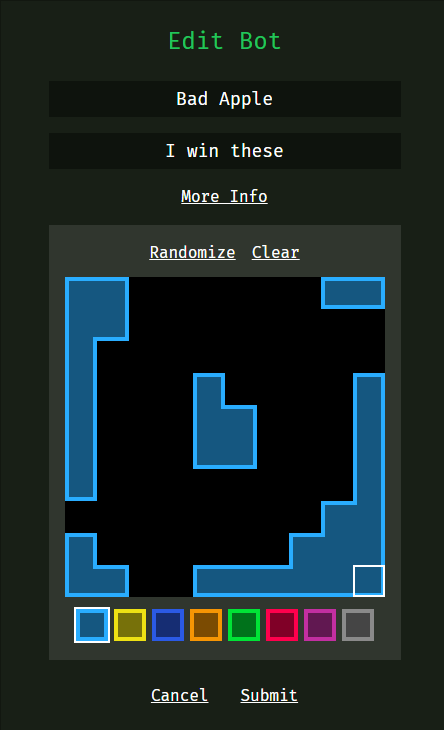 Edit Bot
Bad Apple
I win these
More Info
Randomize Clear
Cancel Submit